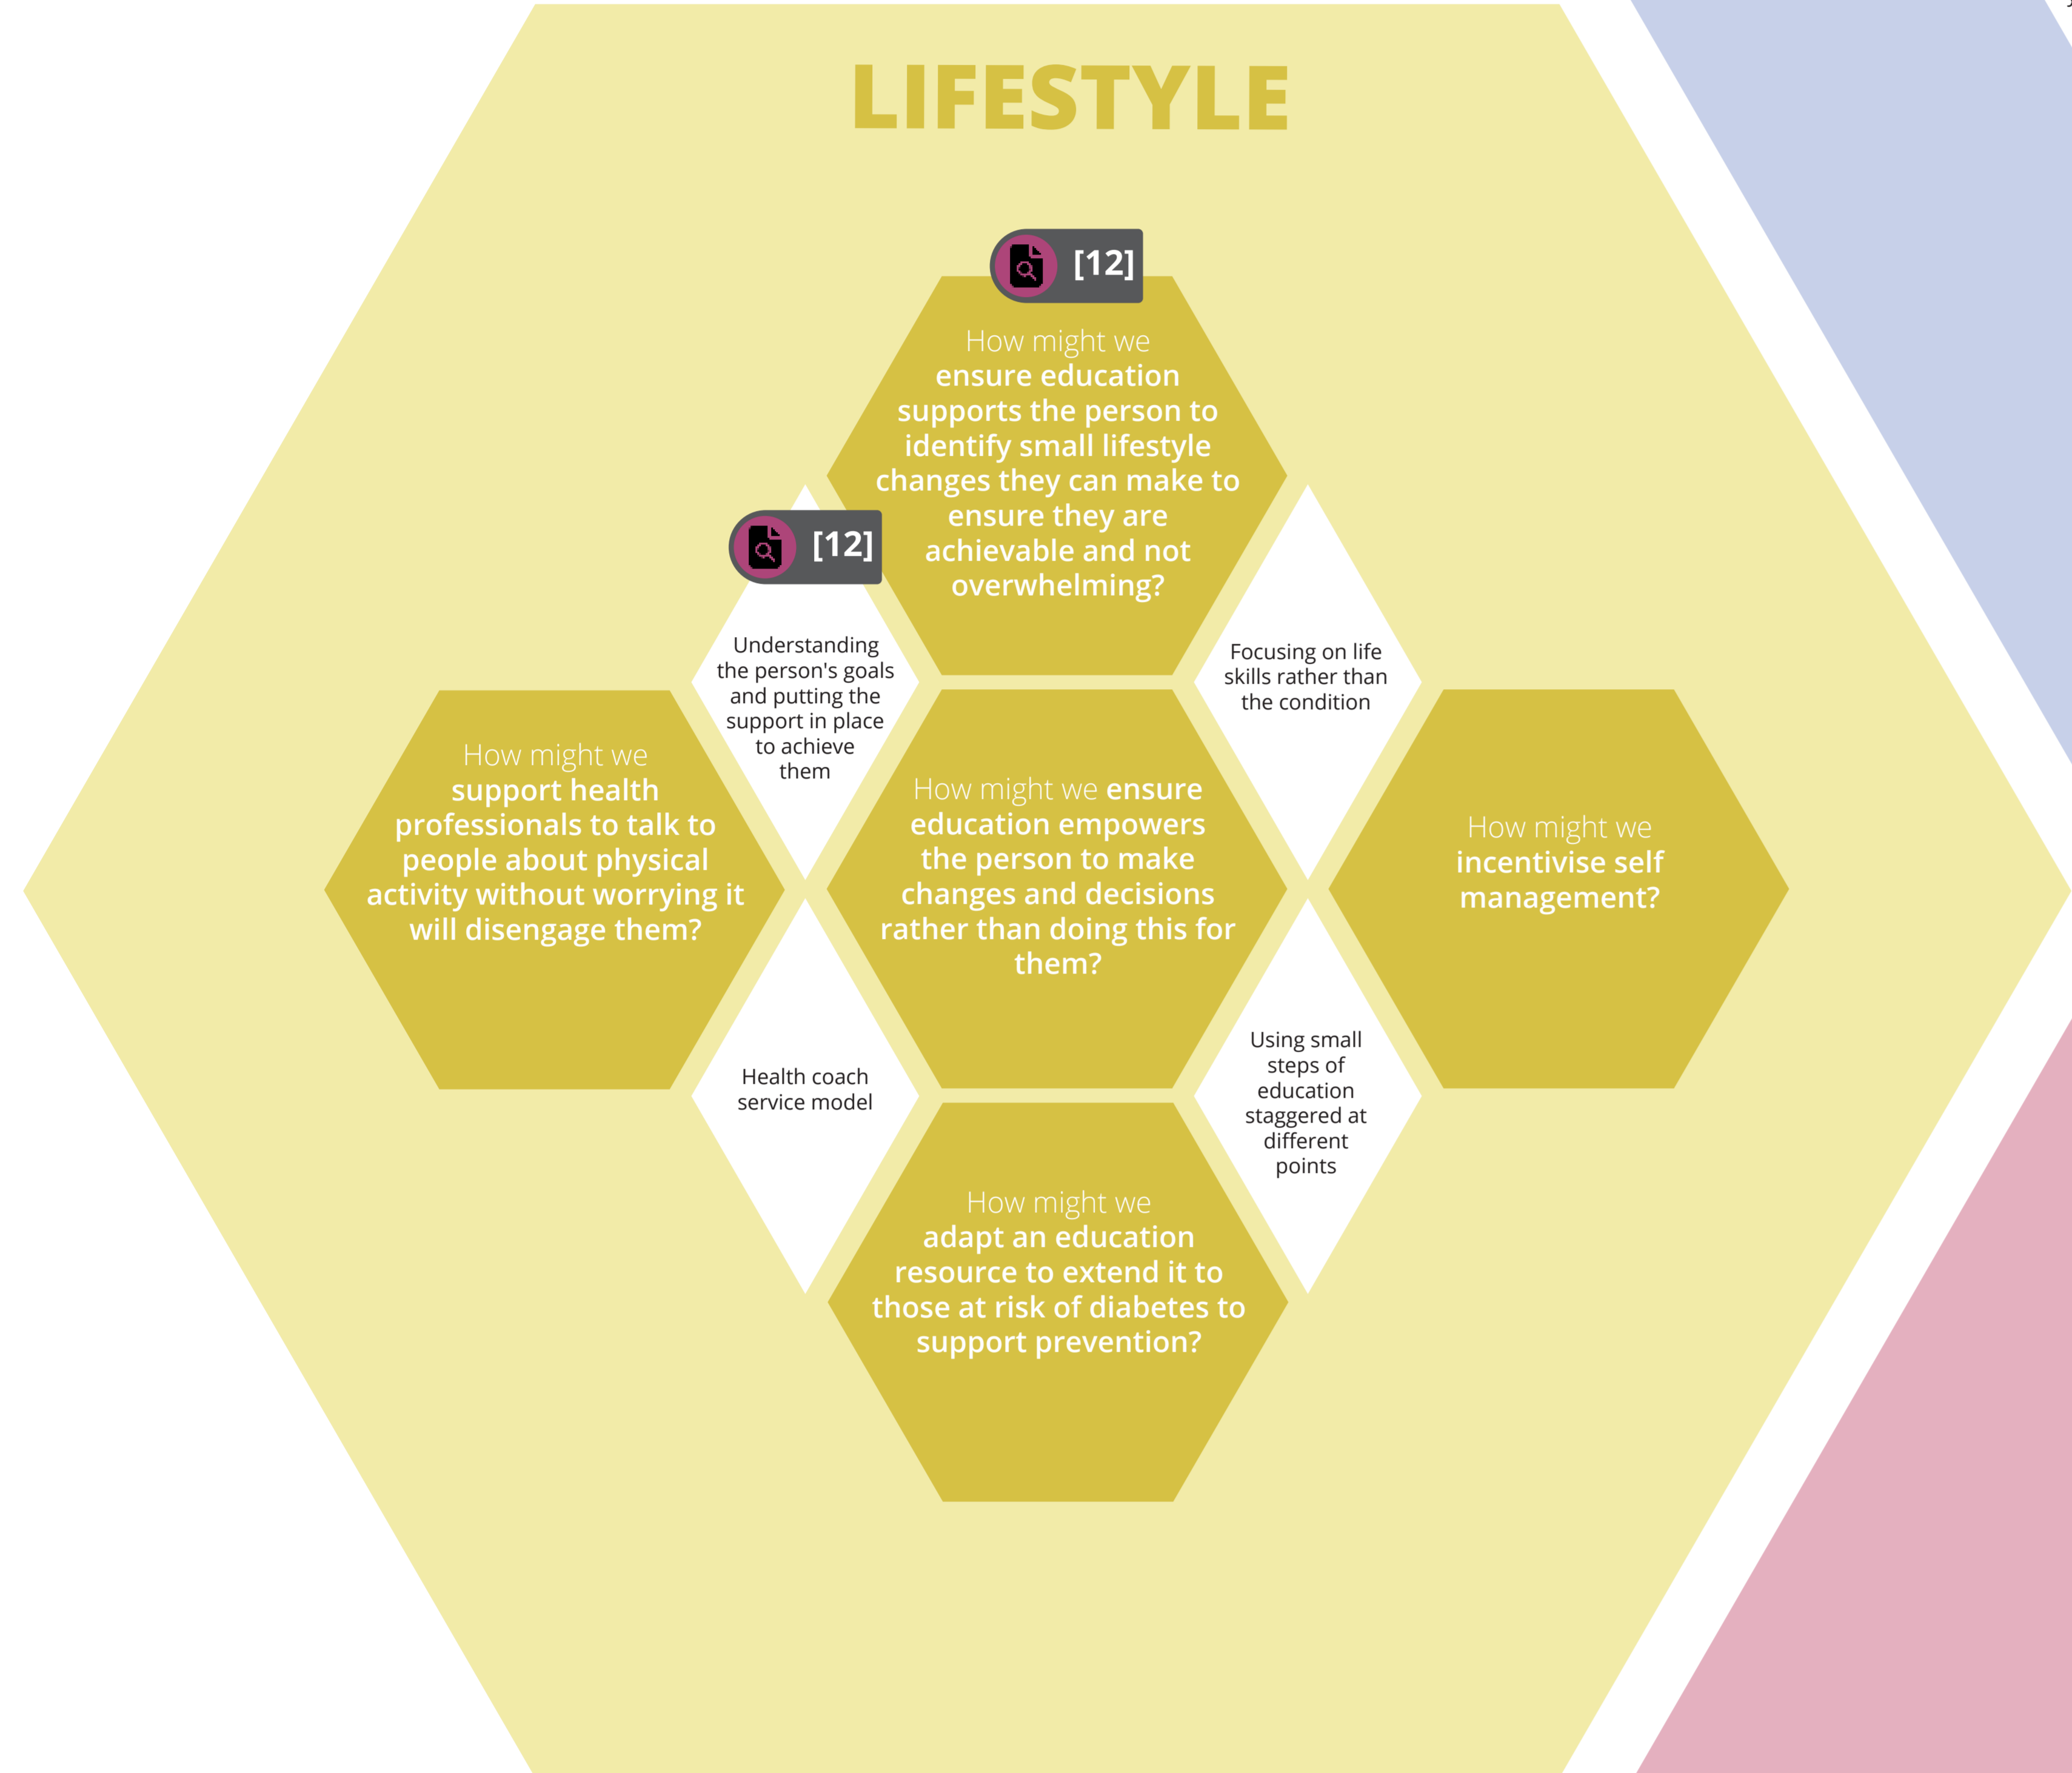 LIFESTYLE
[12]
How might we
ensure education
supports the person to
identify small lifestyle
changes they can make to
ensure they are
achievable and not
overwhelming?
[12]
Understanding
the person's goals
and putting the
support in place
to achieve
them
Focusing on life
skills rather than
the condition
How might we
support health
professionals to talk to
people about physical
activity without worrying it
will disengage them?
How might we ensure
education empowers
the person to make
changes and decisions
rather than doing this for
them?
How might we
incentivise self
management?
Health coach
service model
Using small
steps of
education
staggered at
different
points
How might we
adapt an education
resource to extend it to
those at risk of diabetes to
support prevention?